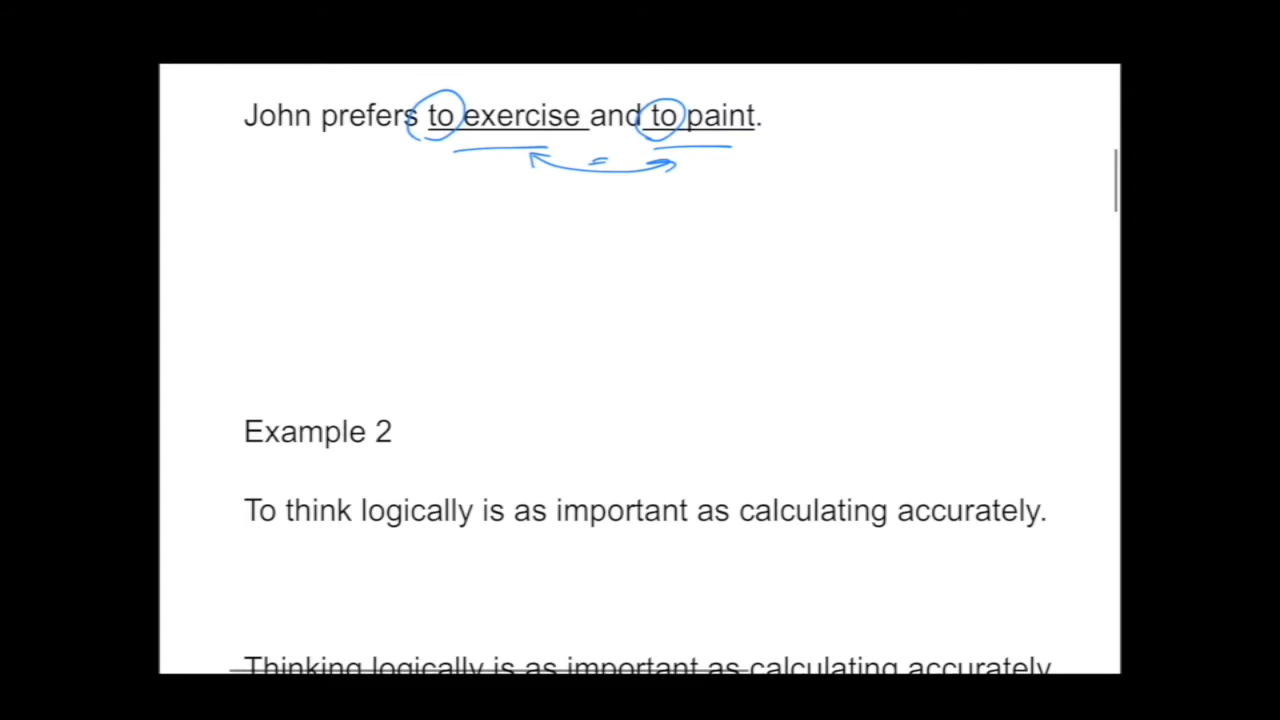 John prefers to exercise and to paint.
=
Example 2
To think logically is as important as calculating accurately.
Thinking logically is as important as calculating accurately